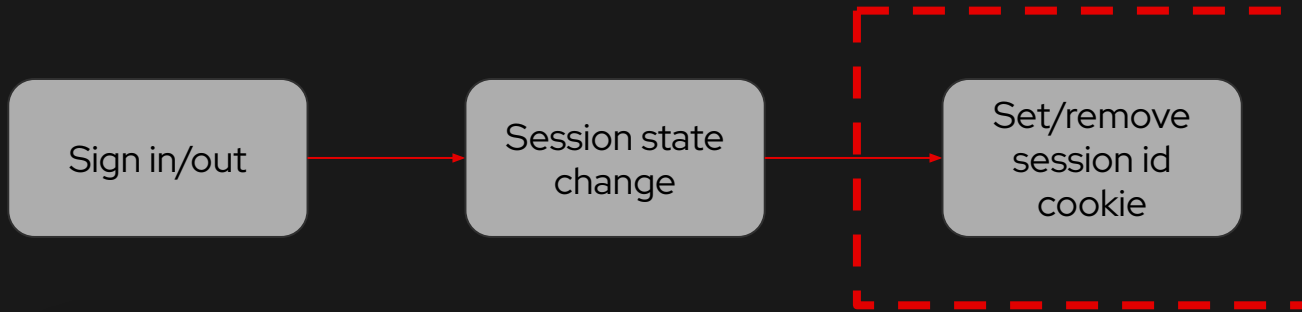 Sign in/out
Session state
change
Set/remove
session id
cookie